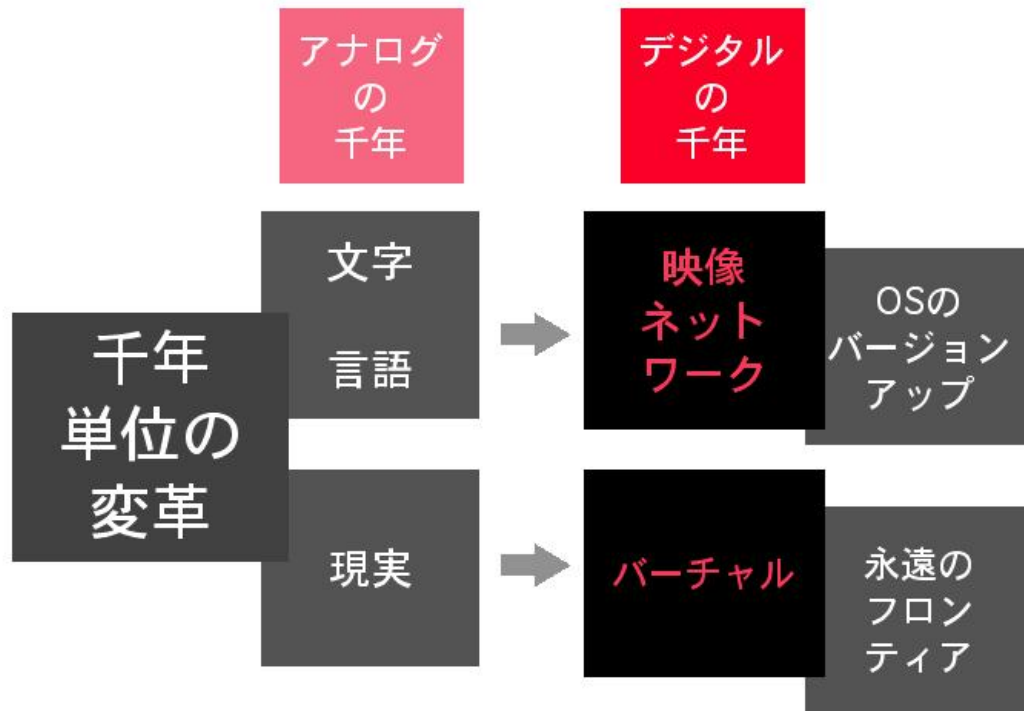 アナログ
の
千年
デジタル
の
千年
千年
単位の
変革
文字
言語
映像
ネット
ワーク
OSの
バージョン
アップ
現実
バーチャル
永遠の
フロン
ティア